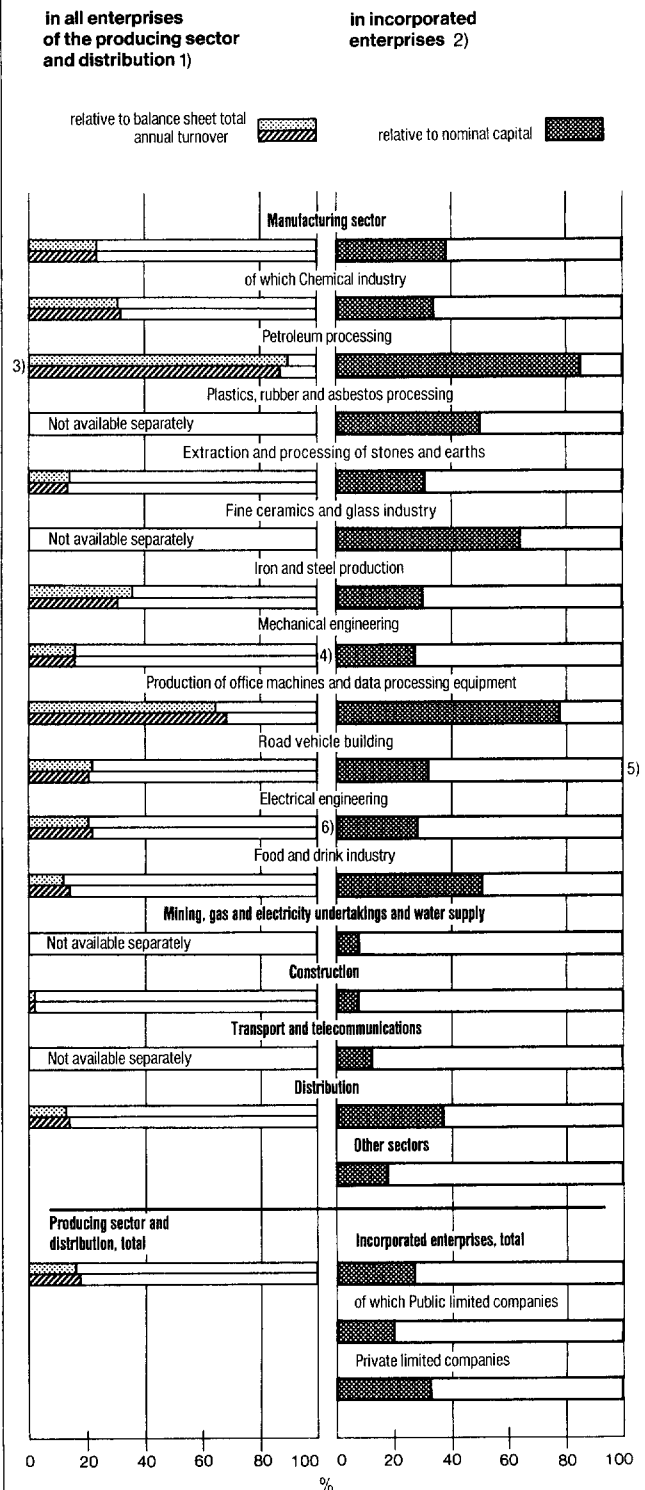 in all enterprises
of the producing sector
and distribution 1)
in incorporated
enterprises 2)
relative to balance sheet total
annual turnover
relative to nominal capital
Manufacturing sector
of which Chemical industry
Petroleum processing
3)
Plastics, rubber and asbestos processing
Not available separately
Extraction and processing of stones and earths
Fine ceramics and glass industry
Not available separately
Iron and steel production
Mechanical engineering
4)
Production of office machines and data processing equipment
Road vehicle building
5)
Electrical engineering
6)
Food and drink industry
Mining, gas and electricity undertakings and water supply
Not available separately
Construction
Transport and telecommunications
Not available separately
Distribution
Other sectors
Producing sector and
distribution, total
Incorporated enterprises, total
of which Public limited companies
Private limited companies
0 20 40 60 80 100 0 20 40 60 80 100
%